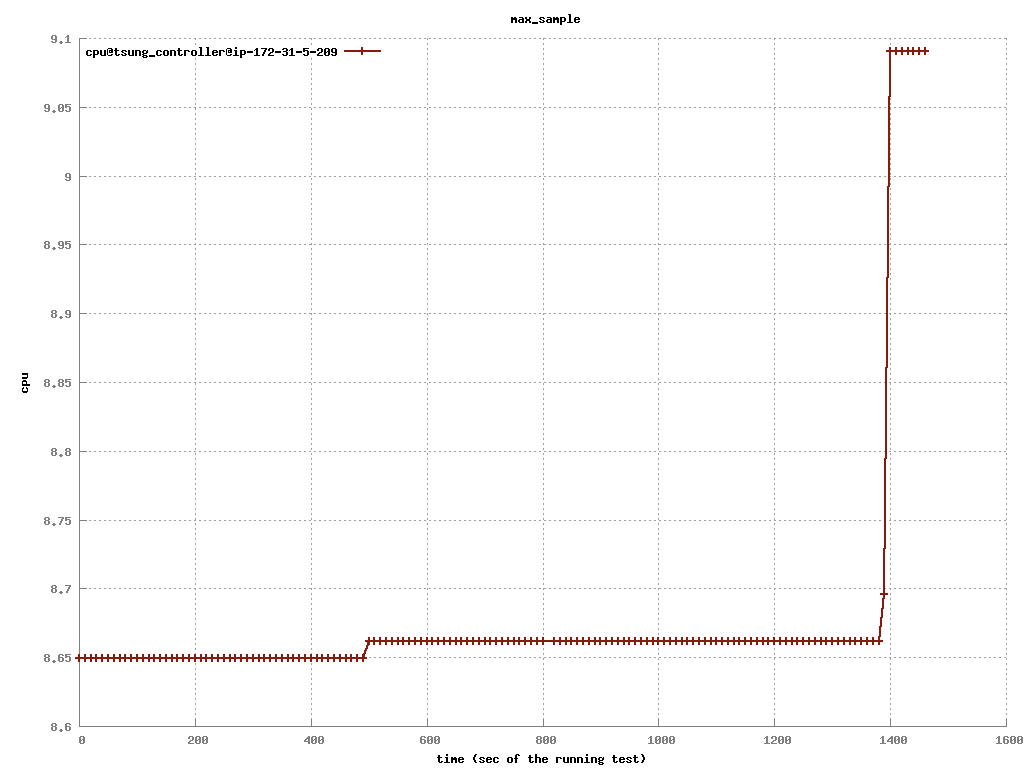 max_sample
cpu@tsung_controller@ip-172-31-5-209
9.1
9.05
9
8.95
8.9
8.85
8.8
8.75
8.7
8.65
8.6
cpu
0 200 400 600 800 1000 1200 1400 1600
time (sec of the running test)